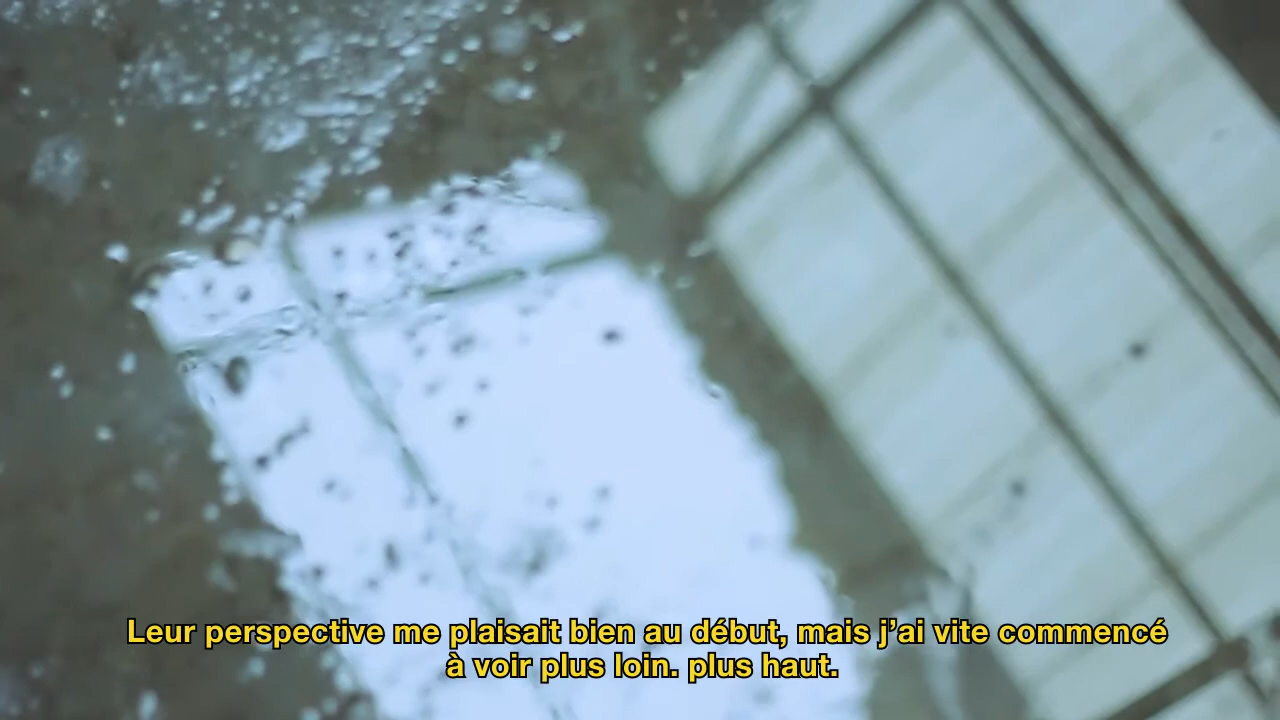 Leur perspective me plaisait bien au début, mais j’ai vite commencé
à voir plus loin. plus haut.